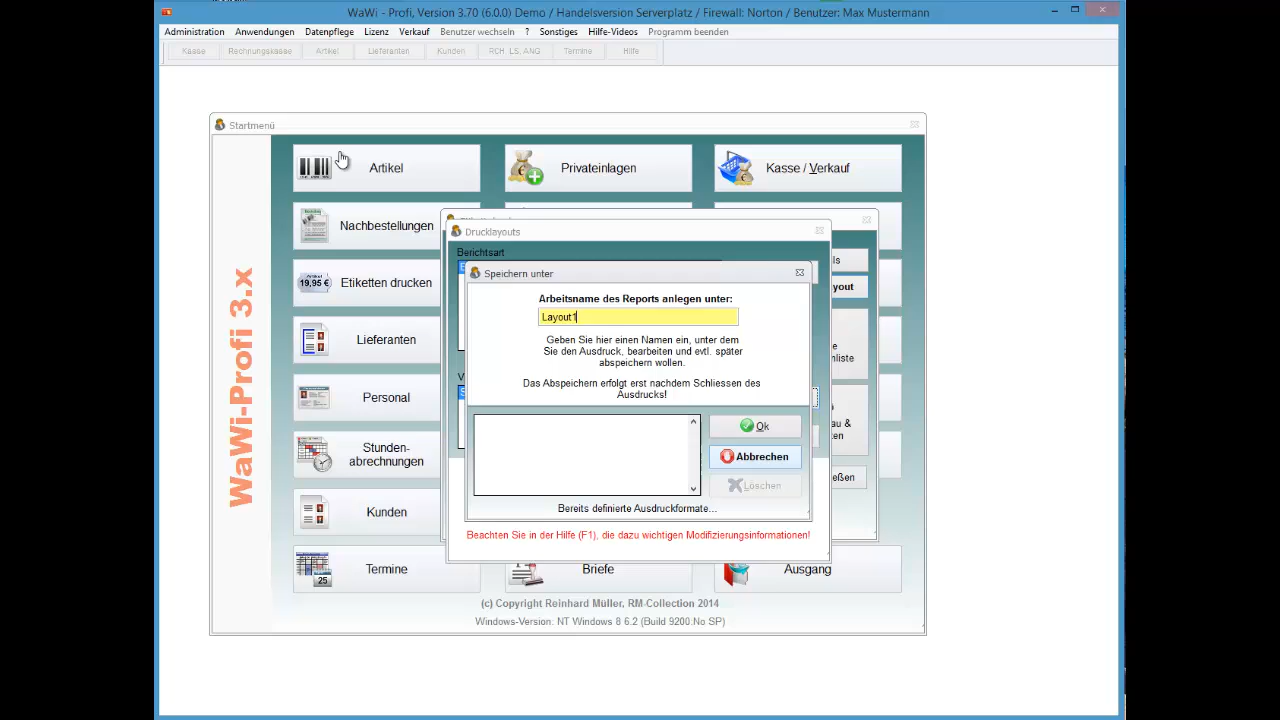 WaWi - Profi, Version 3.70 (6.0.0) Demo / Handelsversion Serverplatz / Firewall: Norton / Benutzer: Max Mustermann
Administration Anwendungen Datenpflege Lizenz Verkauf Benutzer wechseln ? Sonstiges Hilfe-Videos Programm beenden
Kasse Rechnungskasse Artikel Lieferanten Kunden RCH, LS, ANG Termine Hilfe
Startmenü
WaWi-Profi 3.x
Artikel
Privateinlagen
Kasse / Verkauf
Nachbestellungen
Artikel
19,95 €
Etiketten drucken
Lieferanten
Personal
Stunden-
abrechnungen
Kunden
25
Termine
Briefe
Ausgang
(c) Copyright Reinhard Müller, RM-Collection 2014
Windows-Version: NT Windows 8 6.2 (Build 9200:No SP)
Drucklayouts
Berichtsart
Speichern unter
Arbeitsname des Reports anlegen unter:
Layout1
Geben Sie hier einen Namen ein, unter dem
Sie den Ausdruck, bearbeiten und evtl. später
abspeichern wollen.
Das Abspeichern erfolgt erst nachdem Schliessen des
Ausdrucks!
Ok
Abbrechen
Löschen
Bereits definierte Ausdruckformate...
Beachten Sie in der Hilfe (F1), die dazu wichtigen Modifizierungsinformationen!